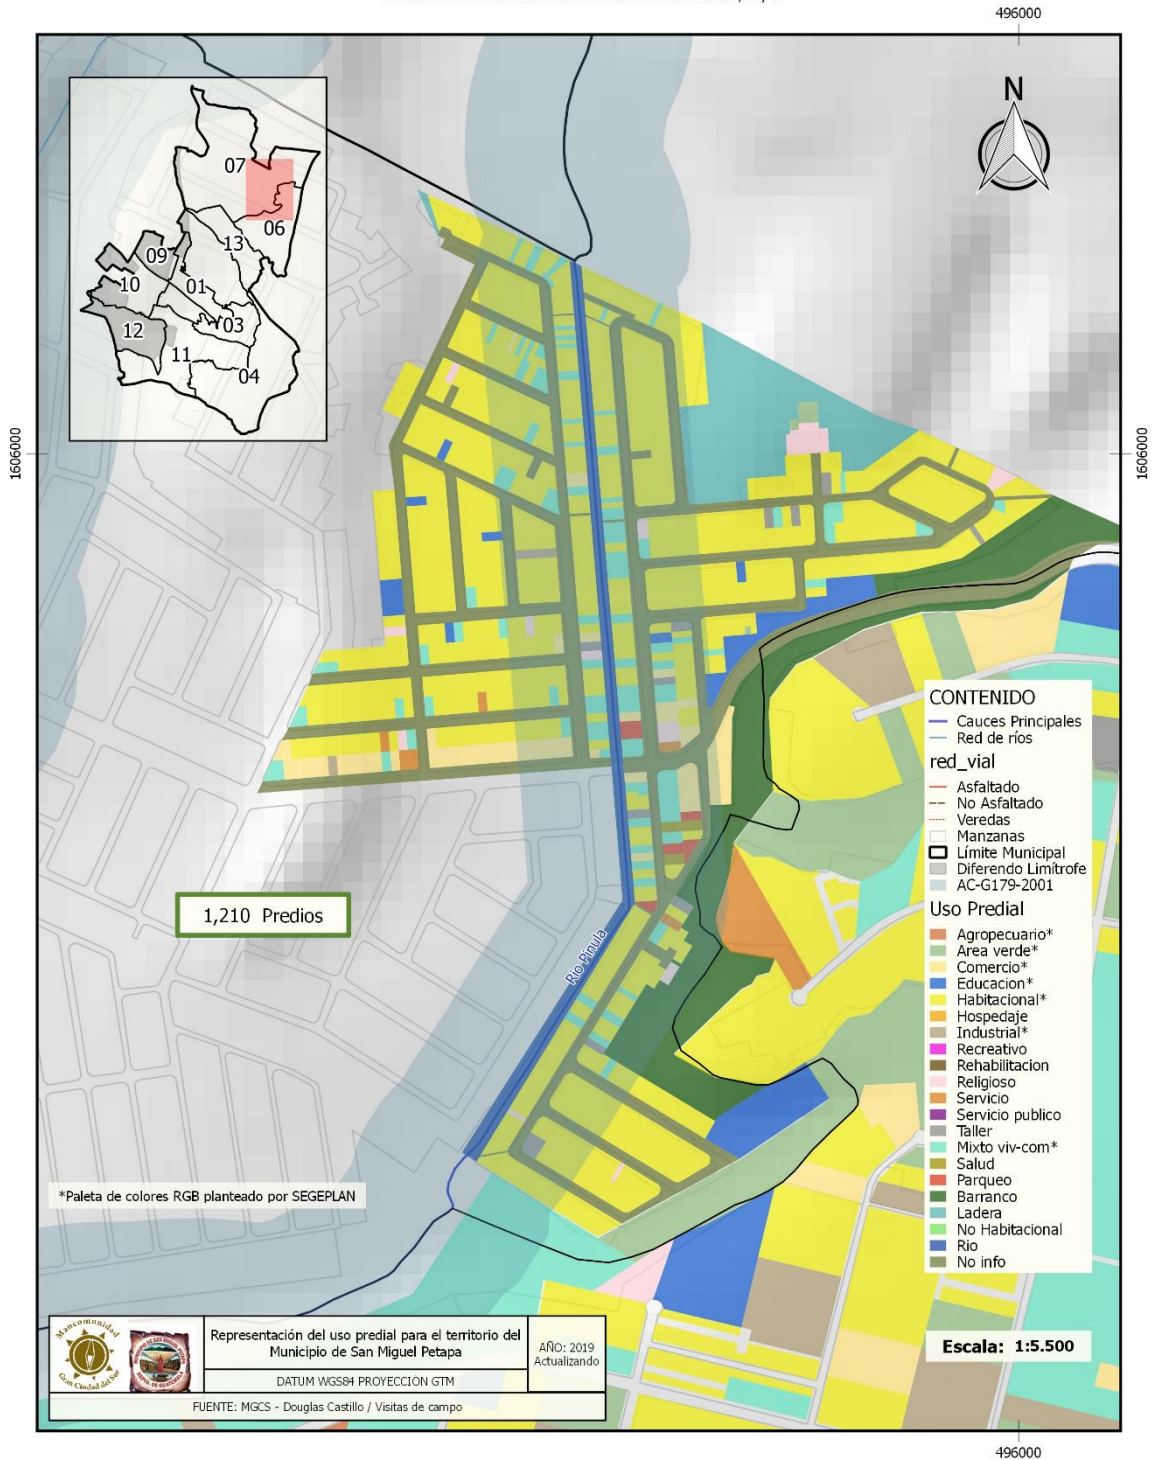 496000
N
07
06
13
09
01
10
03
12
11
04
1606000
1606000
CONTENIDO
Cauces Principales
Red de ríos
red_vial
Asfaltado
No Asfaltado
Veredas
Manzanas
Límite Municipal
Diferendo Limítrofe
AC-G179-2001
Uso Predial
Agropecuario*
Area verde*
Comercio*
Educacion*
Habitacional*
Hospedaje
Industrial*
Recreativo
Rehabilitacion
Religioso
Servicio
Servicio publico
Taller
Mixto viv-com*
Salud
Parqueo
Barranco
Ladera
No Habitacional
Rio
No info
1,210 Predios
Rio Pinula
*Paleta de colores RGB planteado por SEGEPLAN
Mancomunidad
Gran Ciudad del Sur
Representación del uso predial para el territorio del
Municipio de San Miguel Petapa
DATUM WGS84 PROYECCIÓN GTM
AÑO: 2019
Actualizando
FUENTE: MGCS - Douglas Castillo / Visitas de campo
Escala: 1:5.500
496000